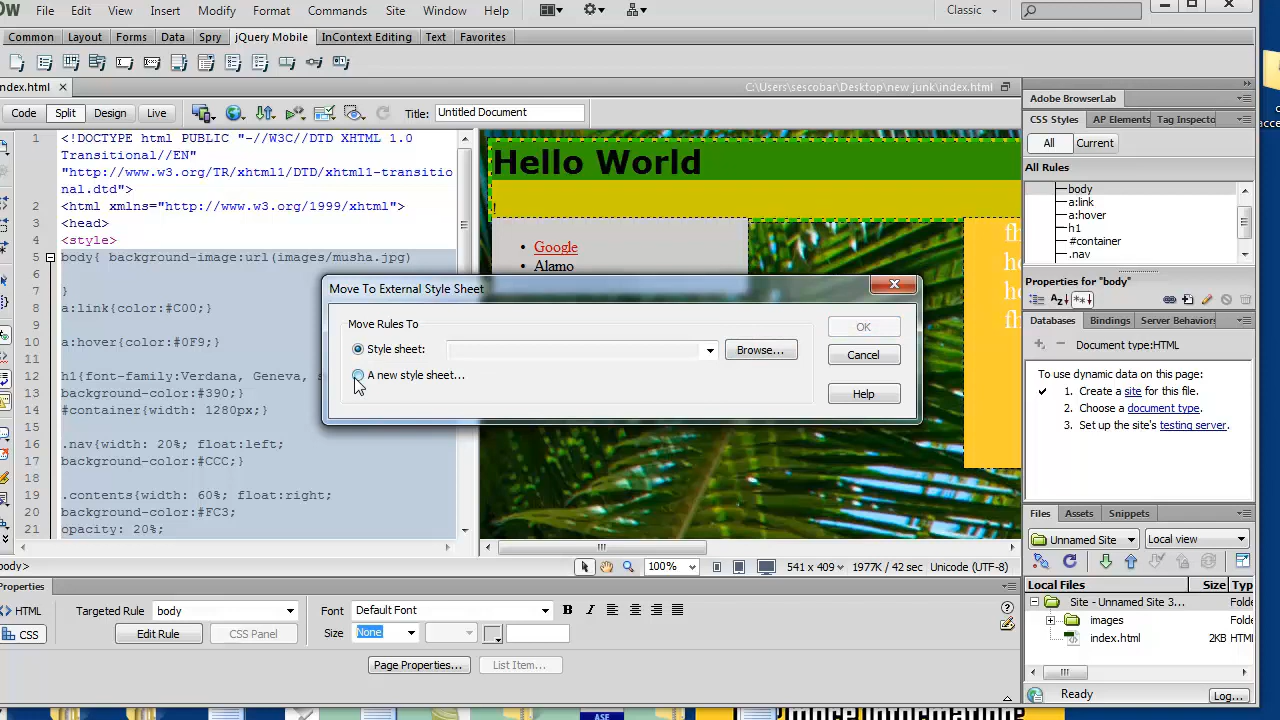 File Edit View Insert Modify Format Commands Site Window Help Classic
Common Layout Forms Data Spry jQuery Mobile InContext Editing Text Favorites
ndex.html × C:\Users\sescobar\Desktop\new junk\index.html
Code Split Design Live Title: Untitled Document
1 <!DOCTYPE html PUBLIC "-//W3C//DTD XHTML 1.0
Transitional//EN"
"http://www.w3.org/TR/xhtml1/DTD/xhtml1-transitio
nal.dtd">
2 <html xmlns="http://www.w3.org/1999/xhtml">
3 <head>
4 <style>
5 body{ background-image:url(images/musha.jpg)
6
7 }
8 a:link{color:#C00;}
9
10 a:hover{color:#0F9;}
11
12 h1{font-family:Verdana, Geneva, s
13 background-color:#390;}
14 #container{width: 1280px;}
15
16 .nav{width: 20%; float:left;
17 background-color:#CCC;}
18
19 .contents{width: 60%; float:right;
20 background-color:#FC3;
21 opacity: 20%;
Hello World
!
• Google
• Alamo
Move To External Style Sheet
Move Rules To
Style sheet: Browse...
A new style sheet...
OK
Cancel
Help
Adobe BrowserLab
CSS Styles AP Elements Tag Inspecto
All Current
All Rules
body
a:link
a:hover
h1
#container
.nav
Properties for "body"
Databases Bindings Server Behaviors
Document type:HTML
To use dynamic data on this page:
1. Create a site for this file.
2. Choose a document type.
3. Set up the site's testing server.
Files Assets Snippets
Unnamed Site Local view
Local Files Size Type
Site - Unnamed Site 3... Folde
images Folde
index.html 2KB HTM
Ready Log...
body>
100% 541 x 409 1977K / 42 sec Unicode (UTF-8)
Properties
HTML Targeted Rule body Font Default Font B I
CSS Edit Rule CSS Panel Size None
Page Properties... List Item...
ASE more information?